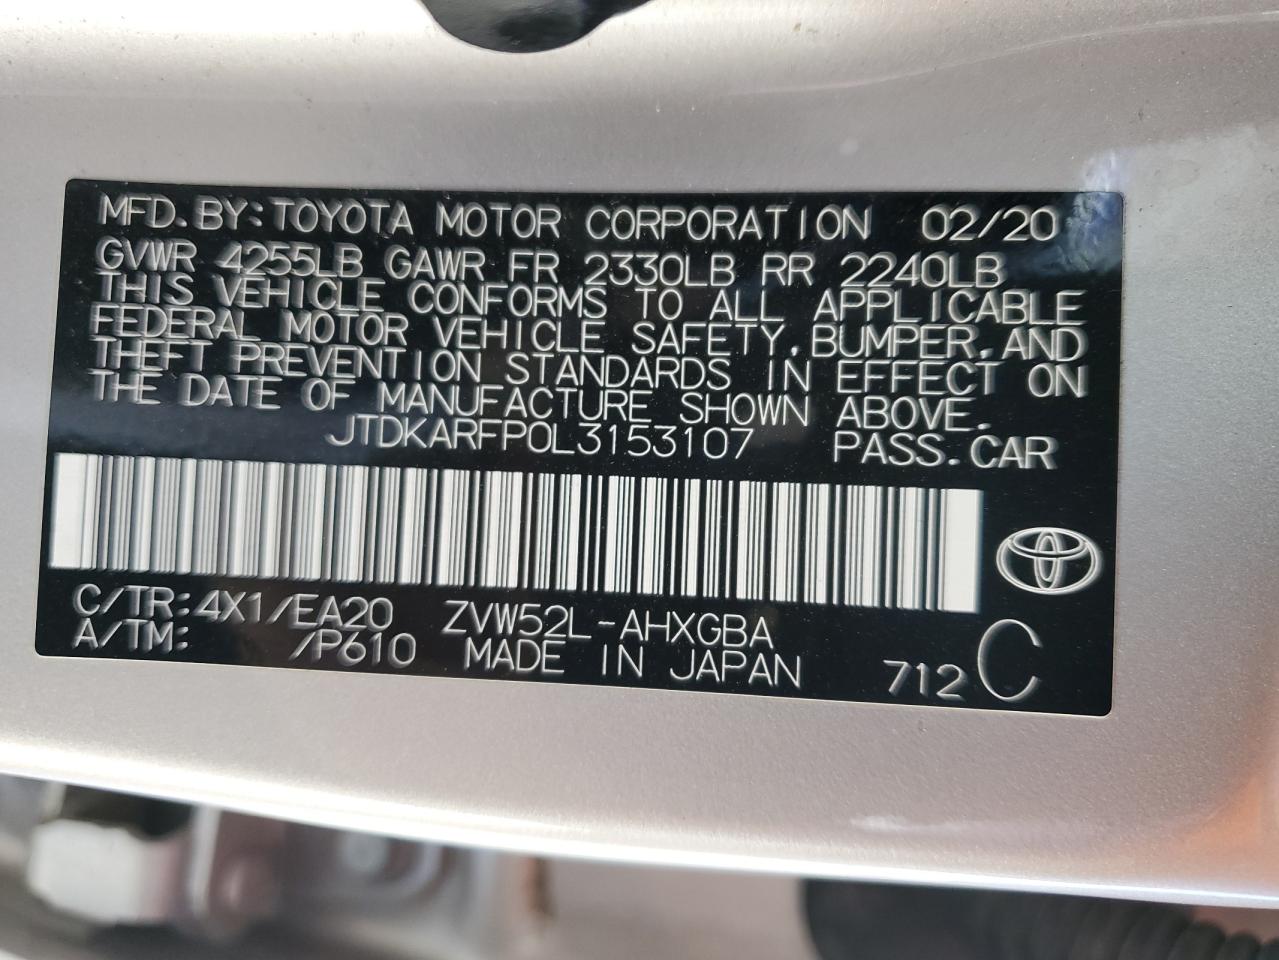 MFD. BY: TOYOTA MOTOR CORPORATION 02/20
GVWR 4255LB GAWR FR 2330LB RR 2240LB
THIS VEHICLE CONFORMS TO ALL APPLICABLE
FEDERAL MOTOR VEHICLE SAFETY, BUMPER, AND
THEFT PREVENTION STANDARDS IN EFFECT ON
THE DATE OF MANUFACTURE SHOWN ABOVE.
JTDKARFP0L3153107 PASS. CAR
C/TR: 4X1/EA20 ZVW52L-AHXGBA
A/TM: /P610 MADE IN JAPAN 712 C